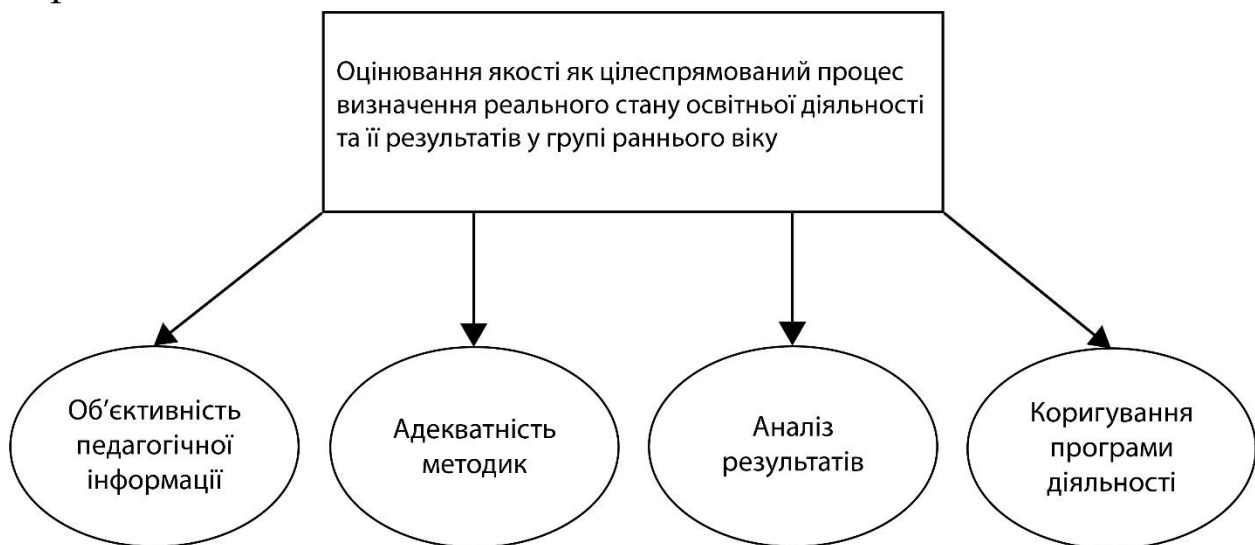 Оцінювання якості як цілеспрямований процес
визначення реального стану освітньої діяльності
та її результатів у групі раннього віку
Об’єктивність
педагогічної
інформації
Адекватність
методик
Аналіз
результатів
Коригування
програми
діяльності